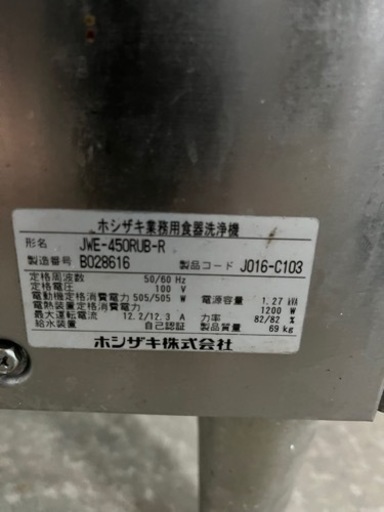 ホシザキ業務用食器洗浄機
形名 JWE-450RUB-R
製造番号 B028616 製品コード J016-C103
定格周波数 50/60 Hz
定格電圧 100 V
電動機定格消費電力 505/505 W 電源容量 1.27 kVA
電熱装置定格消費電力 1200 W
最大運転電流 12.2/12.3 A 力率 82/82 %
給水装置 自己認証 製品質量 69 kg
ホシザキ株式会社